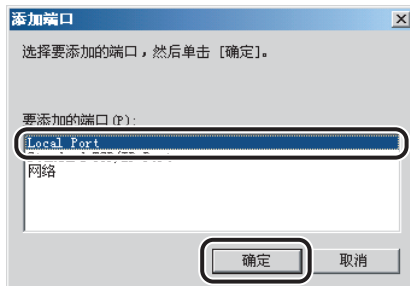 添加端口
选择要添加的端口，然后单击 [确定]。
要添加的端口(P):
Local Port
网络
确定
取消